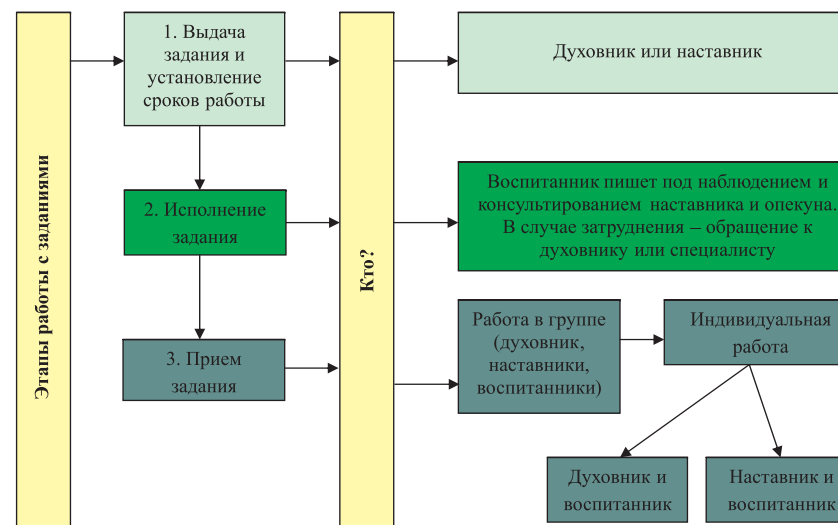 Этапы работы с заданиями
1. Выдача
задания и
установление
сроков работы
2. Исполнение
задания
3. Прием
задания
Кто?
Духовник или наставник
Воспитанник пишет под наблюдением и
консультированием наставника и опекуна.
В случае затруднения – обращение к
духовнику или специалисту
Работа в группе
(духовник,
наставники,
воспитанники)
Индивидуальная
работа
Духовник и
воспитанник
Наставник и
воспитанник